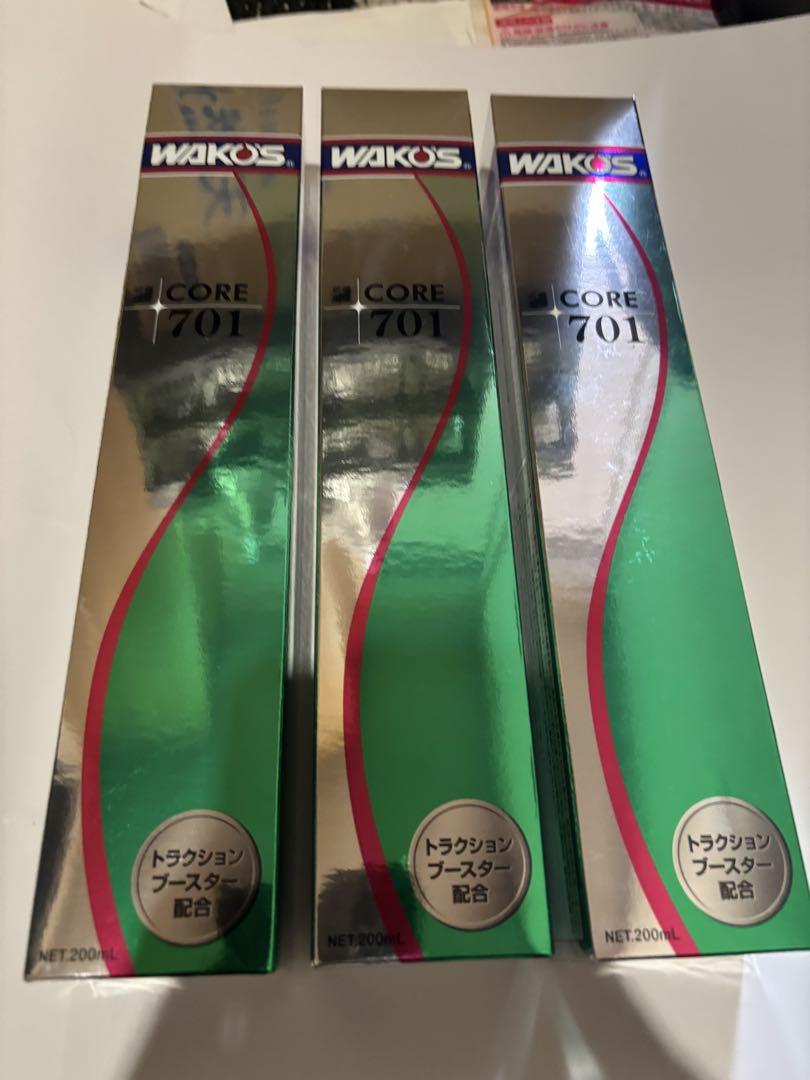 WAKO'S
CORE
701
トラクション
ブースター
配合
NET.200mL
WAKO'S
CORE
701
トラクション
ブースター
配合
NET.200mL
WAKO'S
CORE
701
トラクション
ブースター
配合
NET.200mL